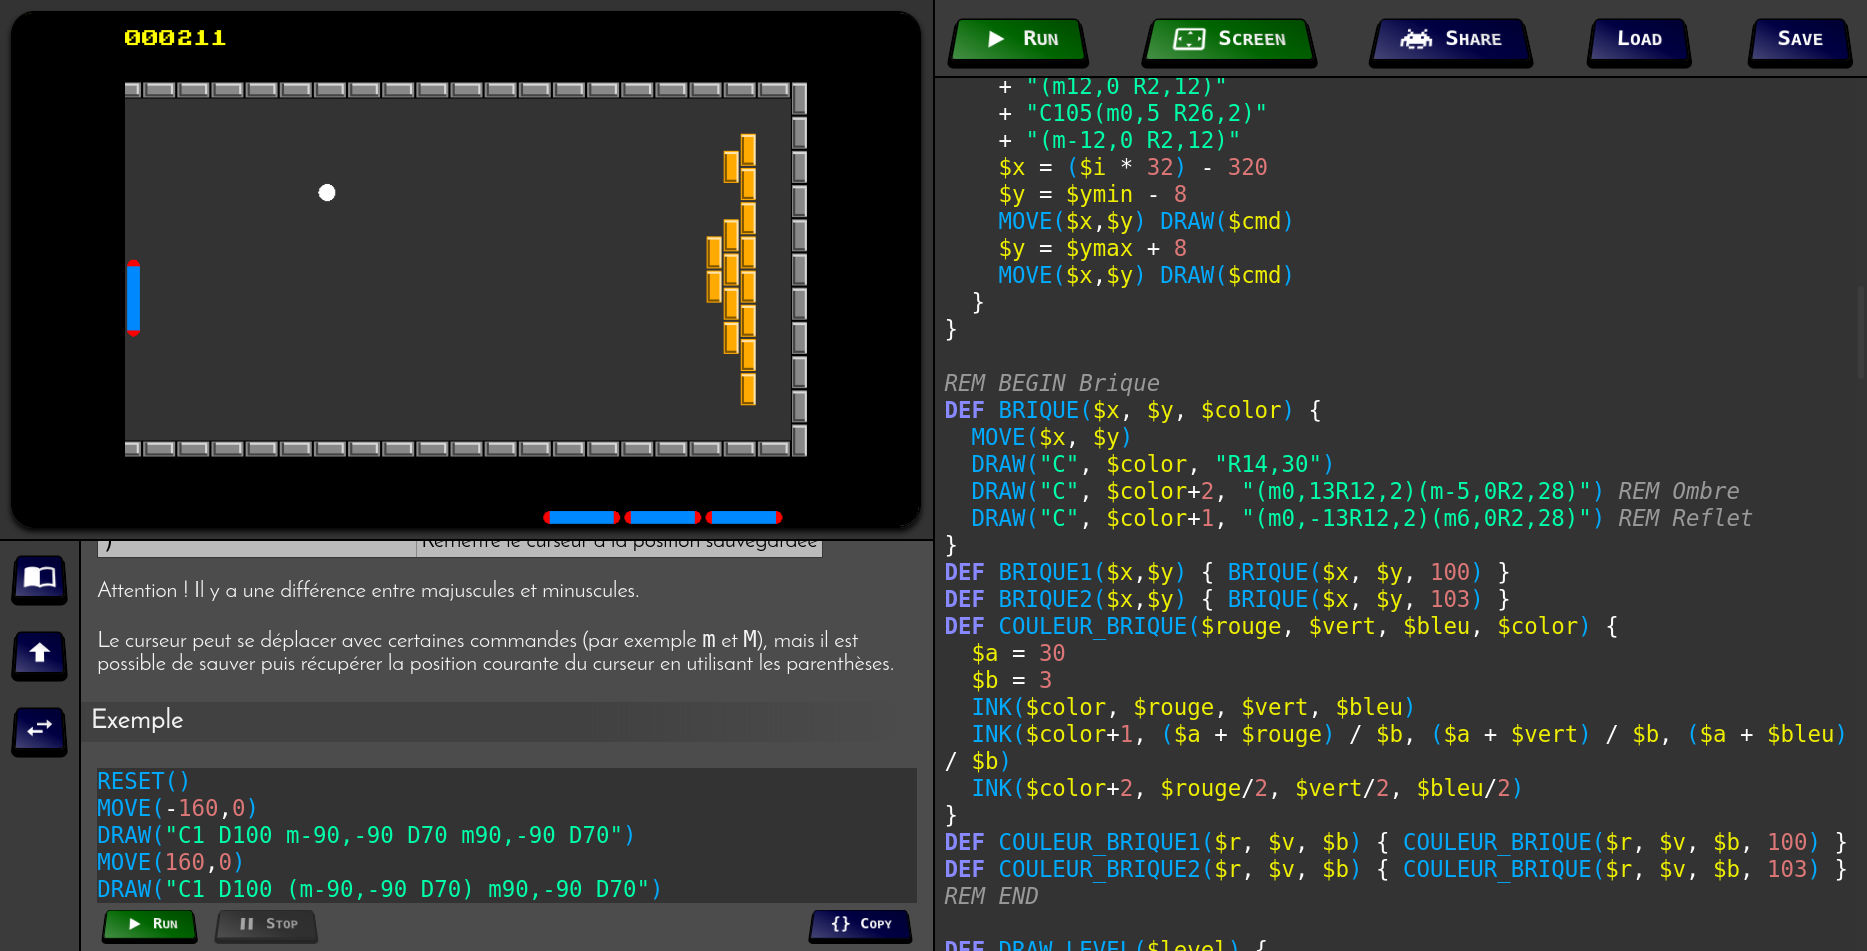 000211
Run
Screen
Share
Load
Save
+ "(m12,0 R2,12)"
+ "C105(m0,5 R26,2)"
+ "(m-12,0 R2,12)"
$x = ($i * 32) - 320
$y = $ymin - 8
MOVE($x,$y) DRAW($cmd)
$y = $ymax + 8
MOVE($x,$y) DRAW($cmd)
}
}
REM BEGIN Brique
DEF BRIQUE($x, $y, $color) {
MOVE($x, $y)
DRAW("C", $color, "R14,30")
DRAW("C", $color+2, "(m0,13R12,2)(m-5,0R2,28)") REM Ombre
DRAW("C", $color+1, "(m0,-13R12,2)(m6,0R2,28)") REM Reflet
}
DEF BRIQUE1($x,$y) { BRIQUE($x, $y, 100) }
DEF BRIQUE2($x,$y) { BRIQUE($x, $y, 103) }
DEF COULEUR_BRIQUE($rouge, $vert, $bleu, $color) {
$a = 30
$b = 3
INK($color, $rouge, $vert, $bleu)
INK($color+1, ($a + $rouge) / $b, ($a + $vert) / $b, ($a + $bleu)
/ $b)
INK($color+2, $rouge/2, $vert/2, $bleu/2)
}
DEF COULEUR_BRIQUE1($r, $v, $b) { COULEUR_BRIQUE($r, $v, $b, 100) }
DEF COULEUR_BRIQUE2($r, $v, $b) { COULEUR_BRIQUE($r, $v, $b, 103) }
REM END
DEF DRAW_LEVEL($level) {
) Remettre le curseur à la position sauvegardée
Attention ! Il y a une différence entre majuscules et minuscules.
Le curseur peut se déplacer avec certaines commandes (par exemple m et M), mais il est
possible de sauver puis récupérer la position courante du curseur en utilisant les parenthèses.
Exemple
RESET()
MOVE(-160,0)
DRAW("C1 D100 m-90,-90 D70 m90,-90 D70")
MOVE(160,0)
DRAW("C1 D100 (m-90,-90 D70) m90,-90 D70")
Run
Stop
{} Copy